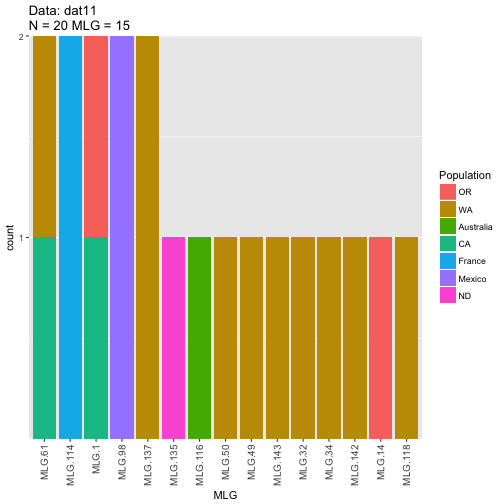 Data: dat11
N = 20 MLG = 15
2
1
count
MLG.61
MLG.114
MLG.1
MLG.98
MLG.137
MLG.135
MLG.116
MLG.50
MLG.49
MLG.143
MLG.32
MLG.34
MLG.142
MLG.14
MLG.118
MLG
Population
OR
WA
Australia
CA
France
Mexico
ND